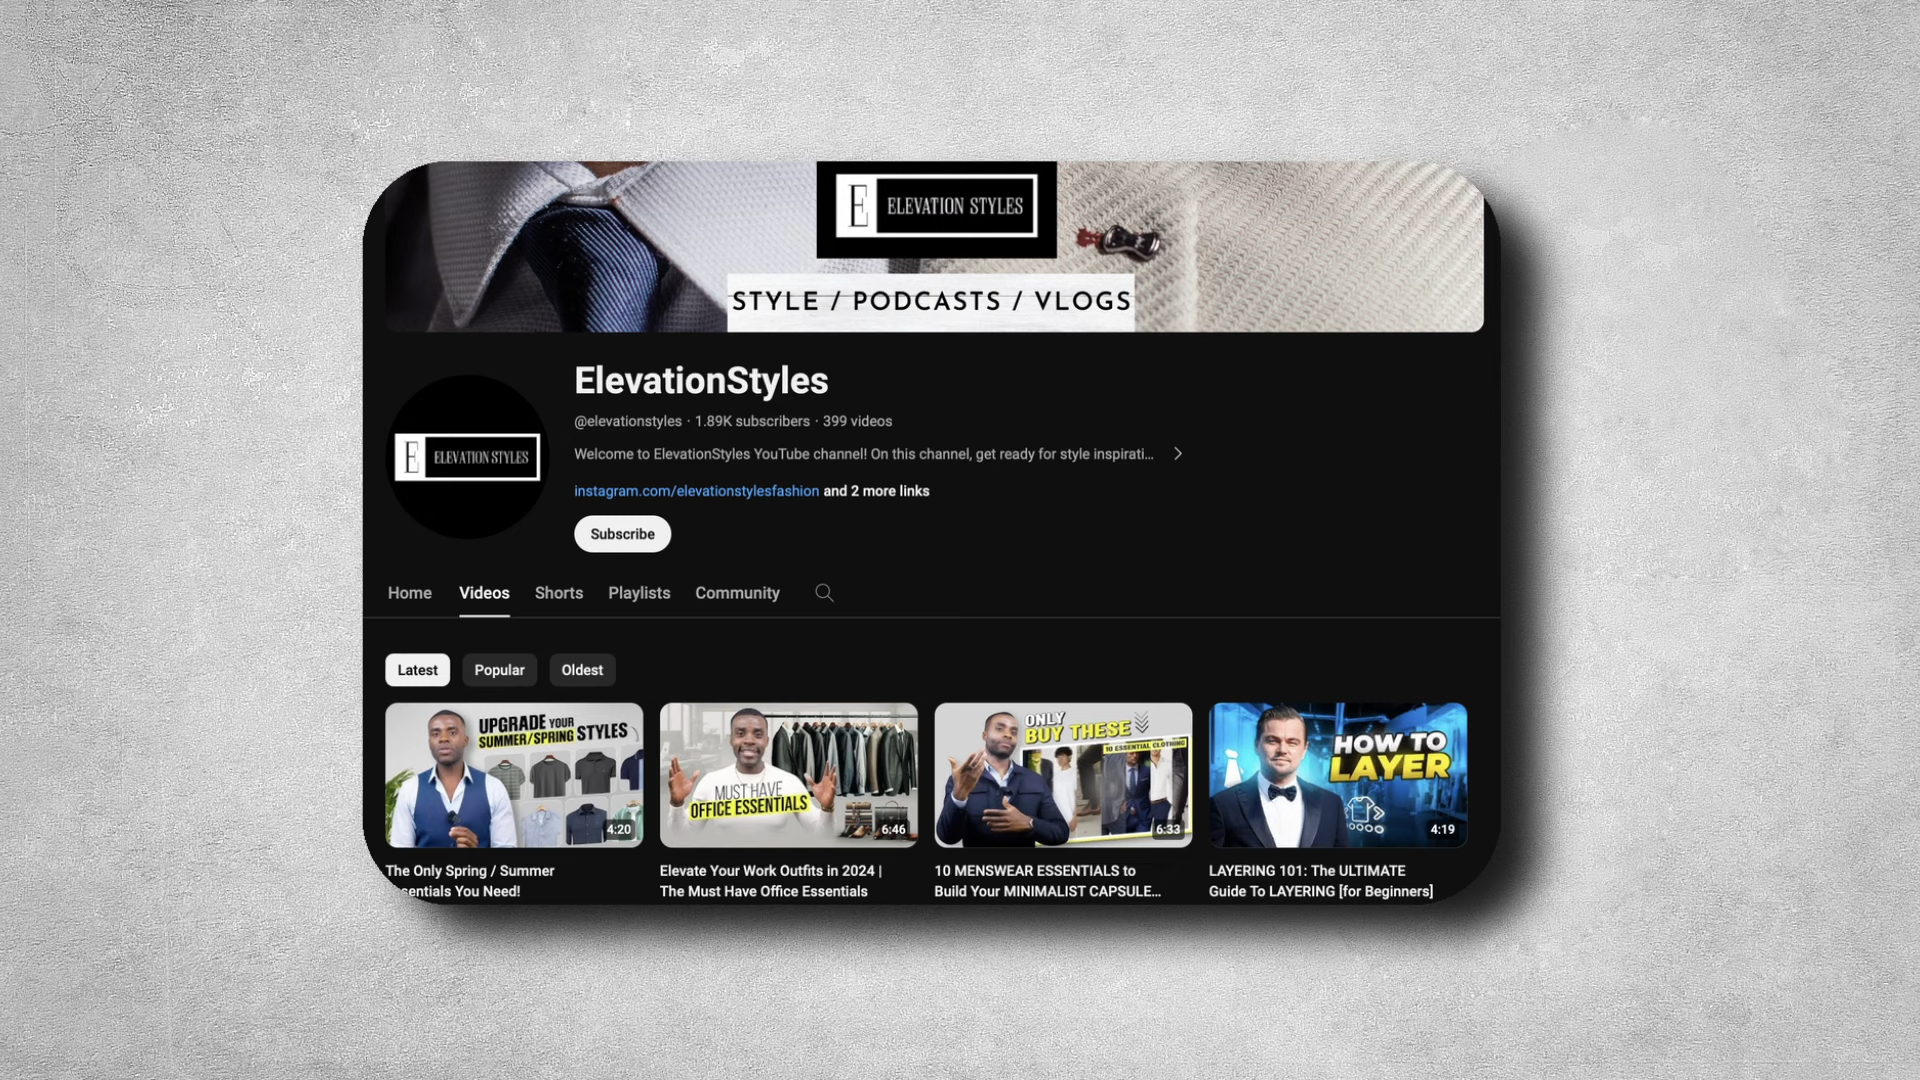 E ELEVATION STYLES
STYLE / PODCASTS / VLOGS
ElevationStyles
@elevationstyles · 1.89K subscribers · 399 videos
Welcome to ElevationStyles YouTube channel! On this channel, get ready for style inspirati...
instagram.com/elevationstylesfashion and 2 more links
Subscribe
E ELEVATION STYLES
Home Videos Shorts Playlists Community
Latest Popular Oldest
UPGRADE YOUR
SUMMER/SPRING STYLES
4:20
MUST HAVE
OFFICE ESSENTIALS
6:46
ONLY
BUY THESE
10 ESSENTIAL CLOTHING
6:33
HOW TO
LAYER
4:19
The Only Spring / Summer
sentials You Need!
Elevate Your Work Outfits in 2024 |
The Must Have Office Essentials
10 MENSWEAR ESSENTIALS to
Build Your MINIMALIST CAPSULE...
LAYERING 101: The ULTIMATE
Guide To LAYERING [for Beginners]